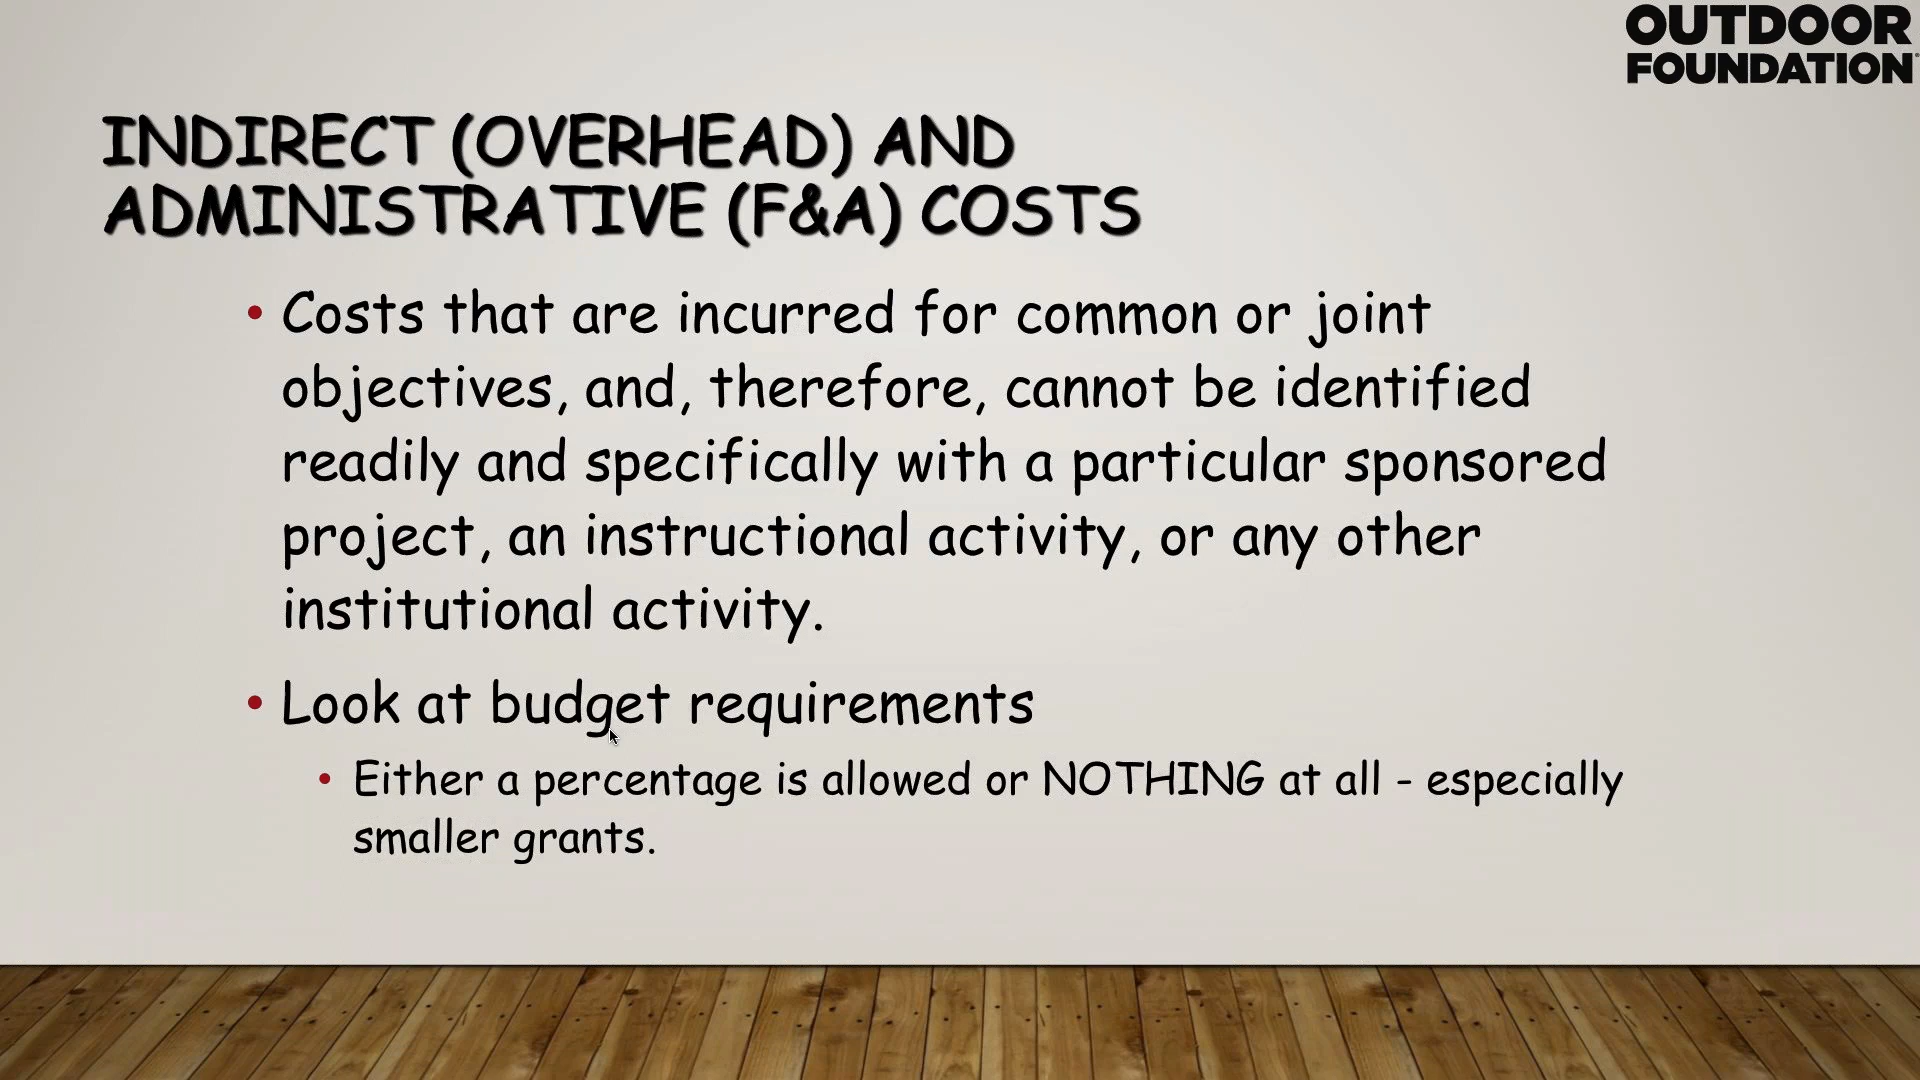 OUTDOOR
FOUNDATION
INDIRECT (OVERHEAD) AND
ADMINISTRATIVE (F&A) COSTS
• Costs that are incurred for common or joint
objectives, and, therefore, cannot be identified
readily and specifically with a particular sponsored
project, an instructional activity, or any other
institutional activity.
• Look at budget requirements
• Either a percentage is allowed or NOTHING at all - especially
smaller grants.